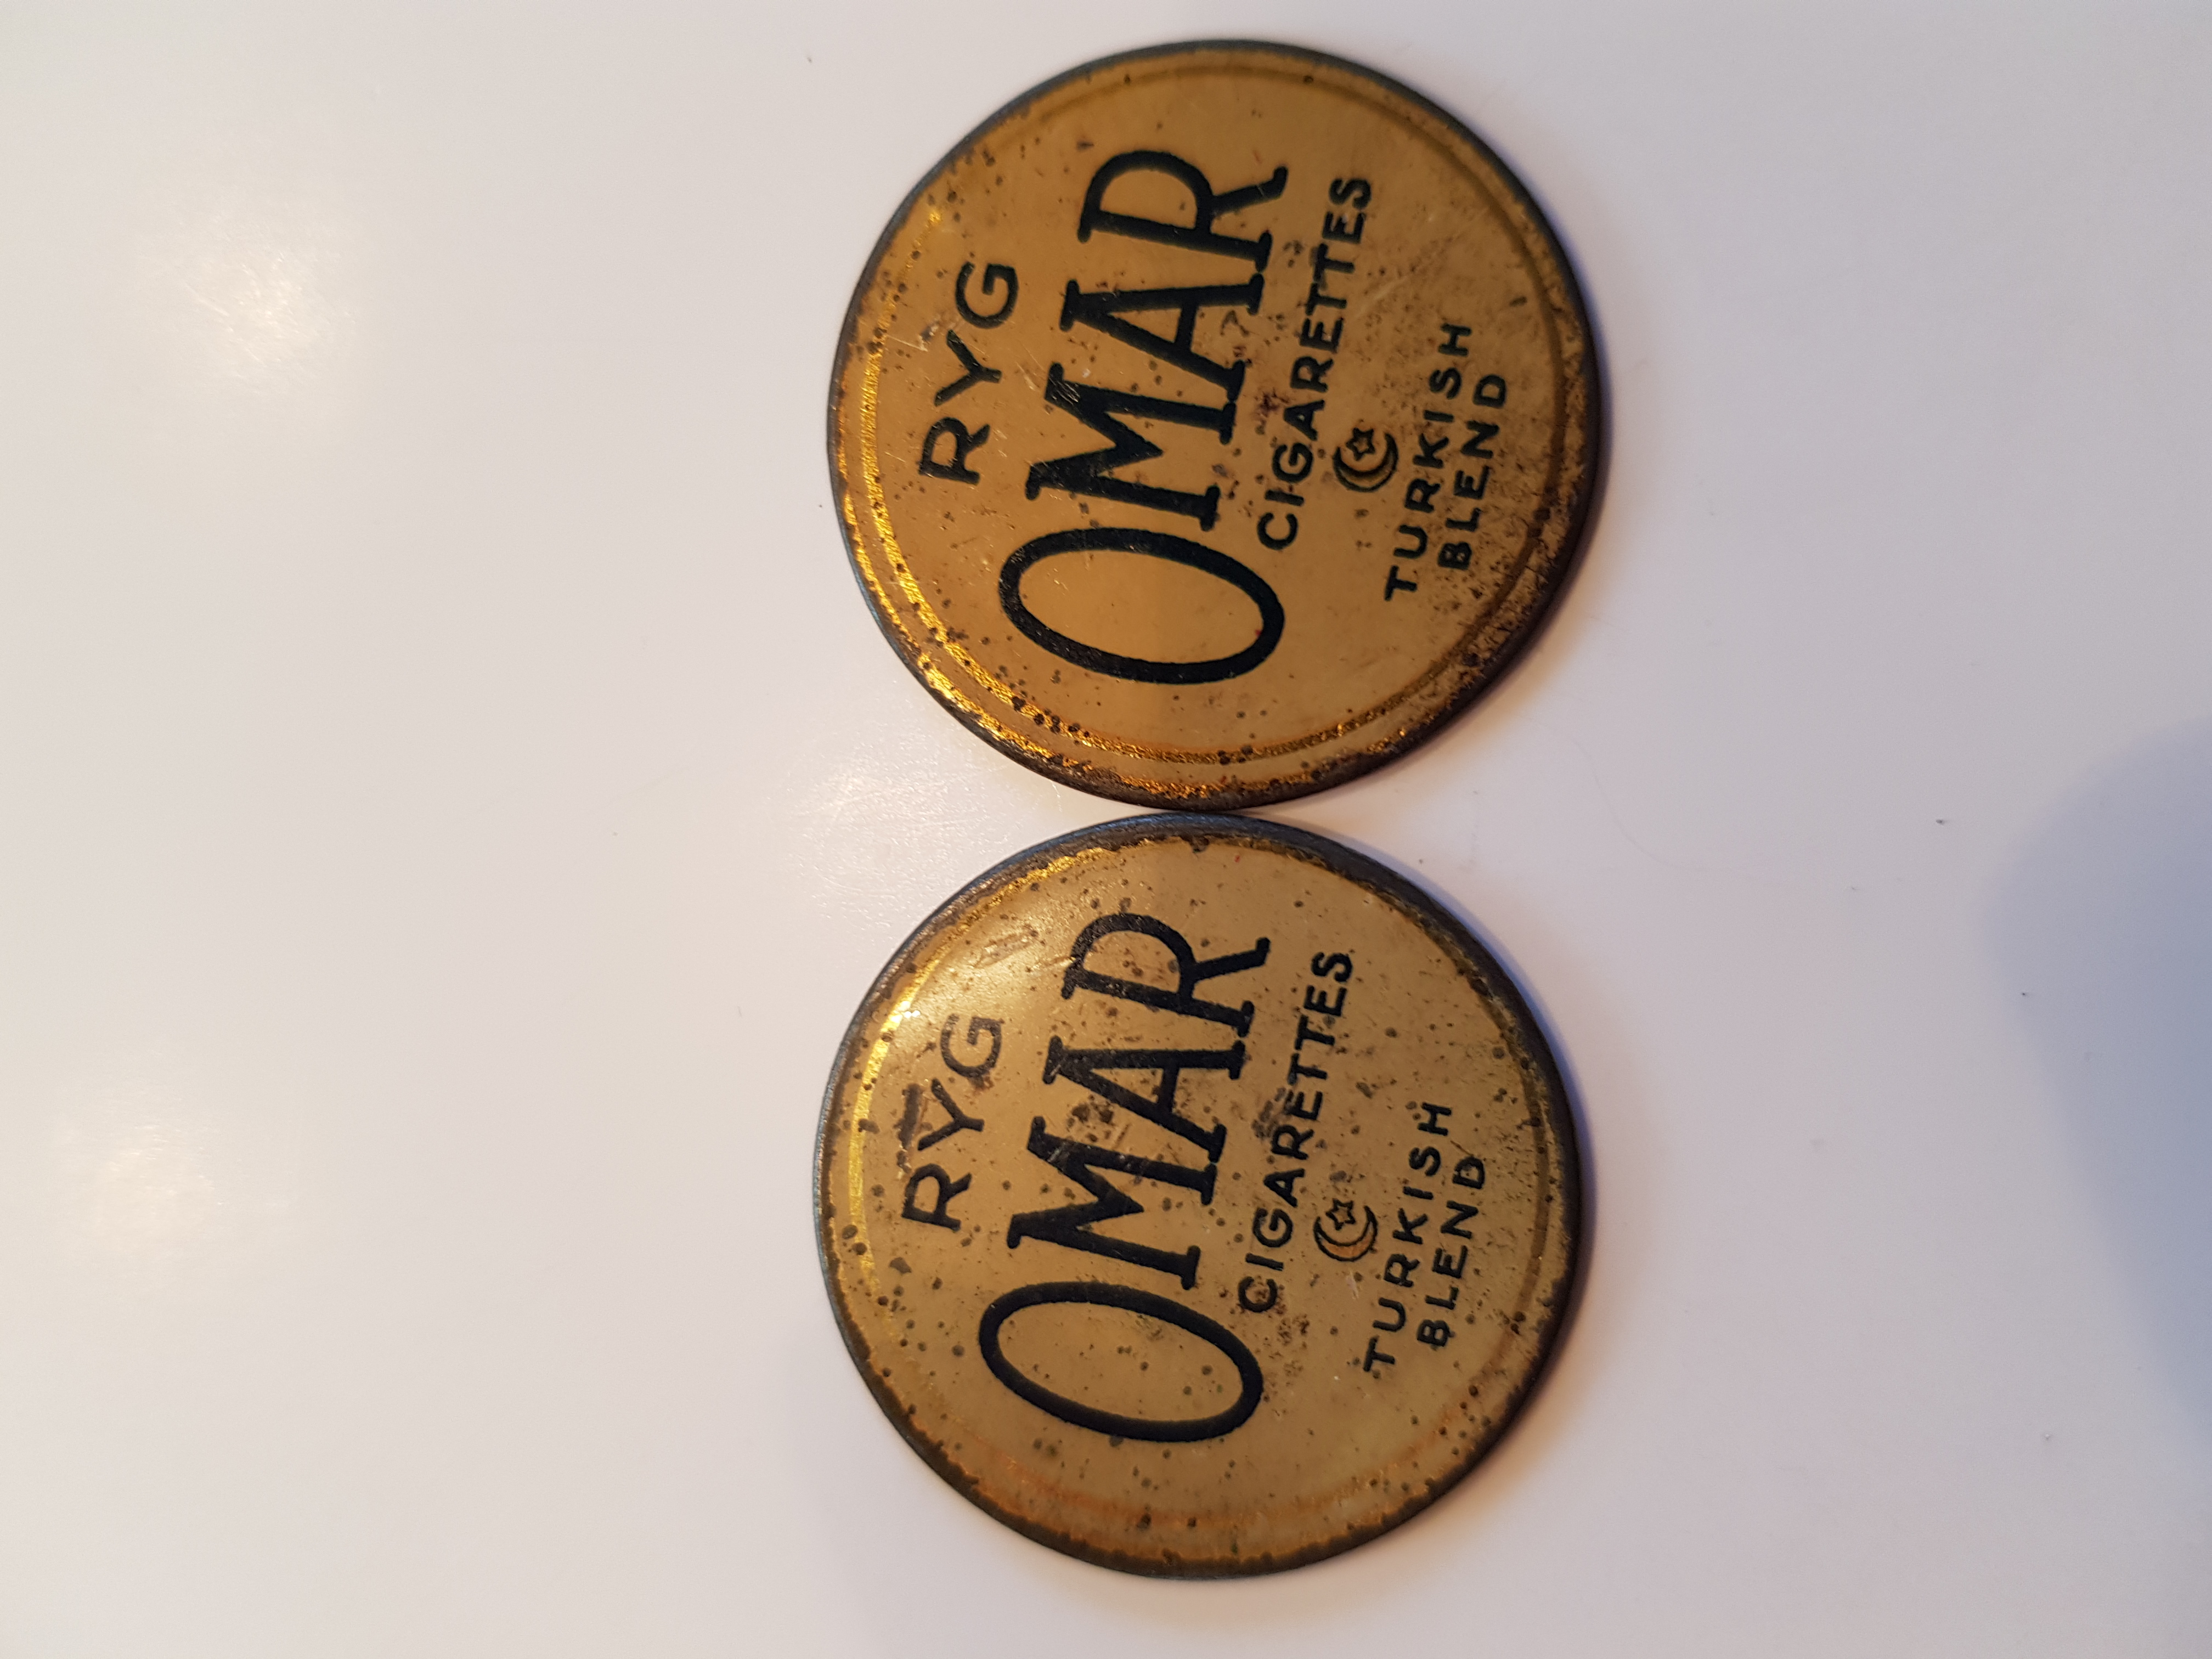 RYG
OMAR
CIGARETTES
TURKISH
BLEND
RYG
OMAR
CIGARETTES
TURKISH
BLEND